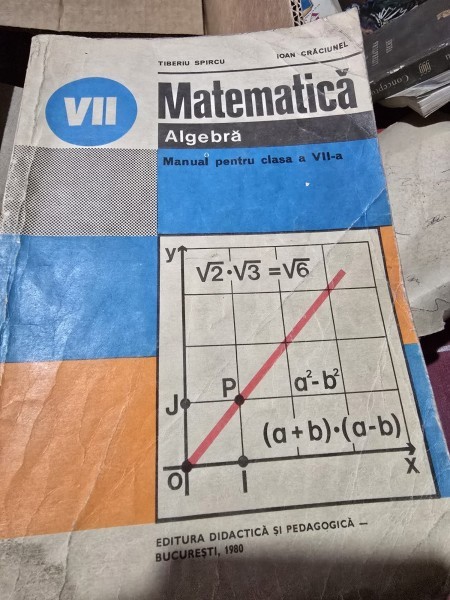 TIBERIU SPIRCU IOAN CRĂCIUNEL
VII
Matematică
Algebră
Manual pentru clasa a VII-a
y
√2·√3 =√6
P
a²-b²
J
(a+b)·(a-b)
O
I
X
EDITURA DIDACTICĂ ȘI PEDAGOGICĂ —
BUCUREȘTI, 1980